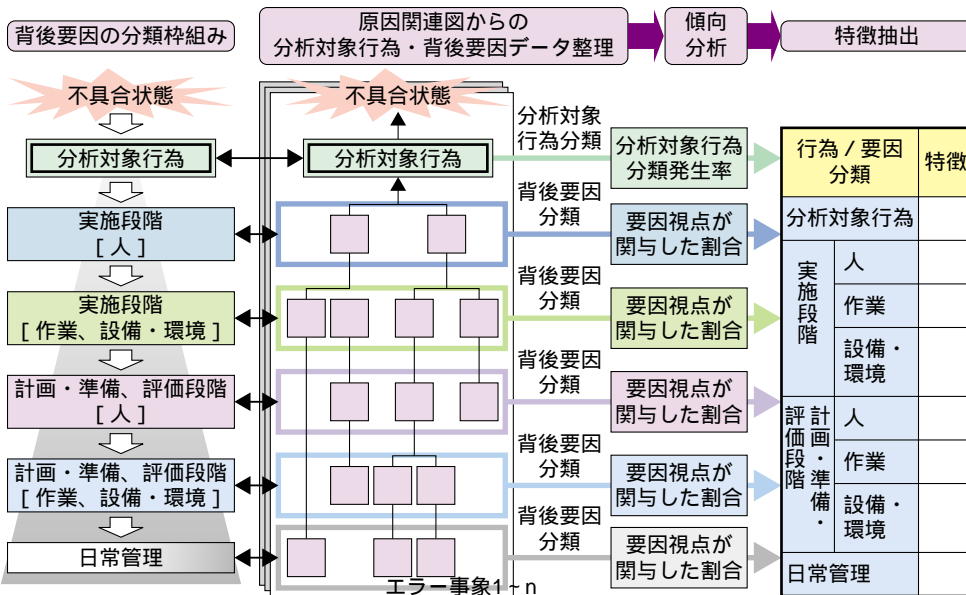 背後要因の分類枠組み
原因関連図からの
分析対象行為・背後要因データ整理
傾向
分析
特徴抽出
不具合状態
分析対象行為
実施段階
[ 人 ]
実施段階
[ 作業、設備・環境 ]
計画・準備、評価段階
[ 人 ]
計画・準備、評価段階
[ 作業、設備・環境 ]
日常管理
不具合状態
分析対象行為
エラー事象1~n
分析対象
行為分類
背後要因
分類
背後要因
分類
背後要因
分類
背後要因
分類
背後要因
分類
分析対象行為
分類発生率
要因視点が
関与した割合
要因視点が
関与した割合
要因視点が
関与した割合
要因視点が
関与した割合
要因視点が
関与した割合
行為 / 要因
分類
特徴
分析対象行為
実施段階
人
作業
設備・
環境
計画・準備・
評価段階
人
作業
設備・
環境
日常管理